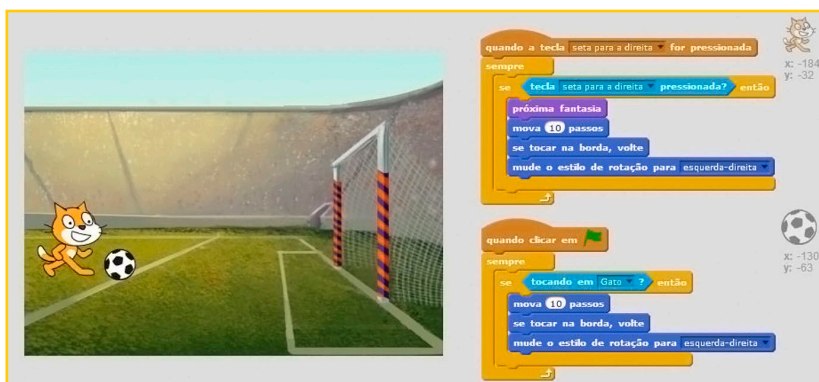 quando a tecla seta para a direita for pressionada
sempre
se tecla seta para a direita pressionada? então
próxima fantasia
mova 10 passos
se tocar na borda, volte
mude o estilo de rotação para esquerda-direita
x: -184
y: -32
quando clicar em
sempre
se tocando em Gato ? então
mova 10 passos
se tocar na borda, volte
mude o estilo de rotação para esquerda-direita
x: -130
y: -63